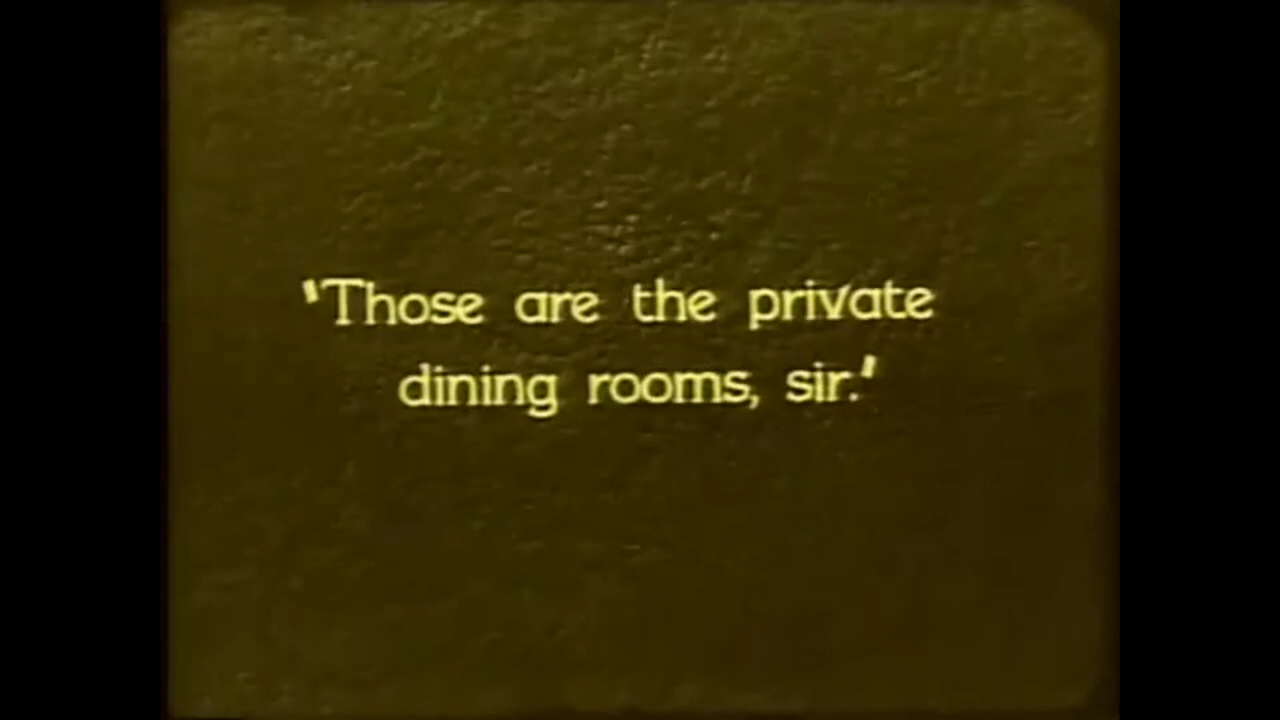 'Those are the private
dining rooms, sir.'